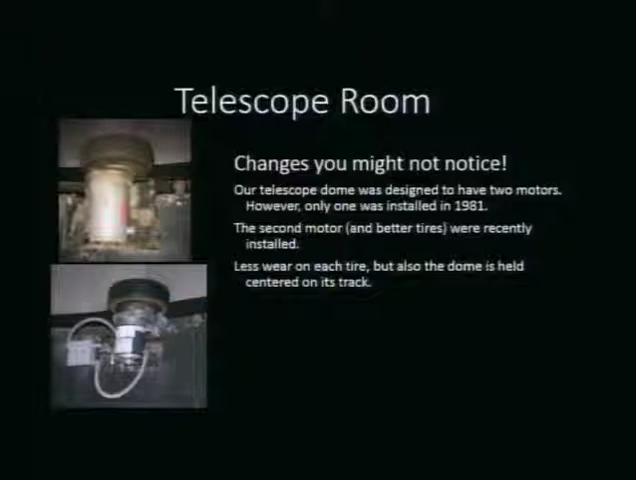 Telescope Room
Changes you might not notice!
Our telescope dome was designed to have two motors.
However, only one was installed in 1981.
The second motor (and better tires) were recently
installed.
Less wear on each tire, but also the dome is held
centered on its track.